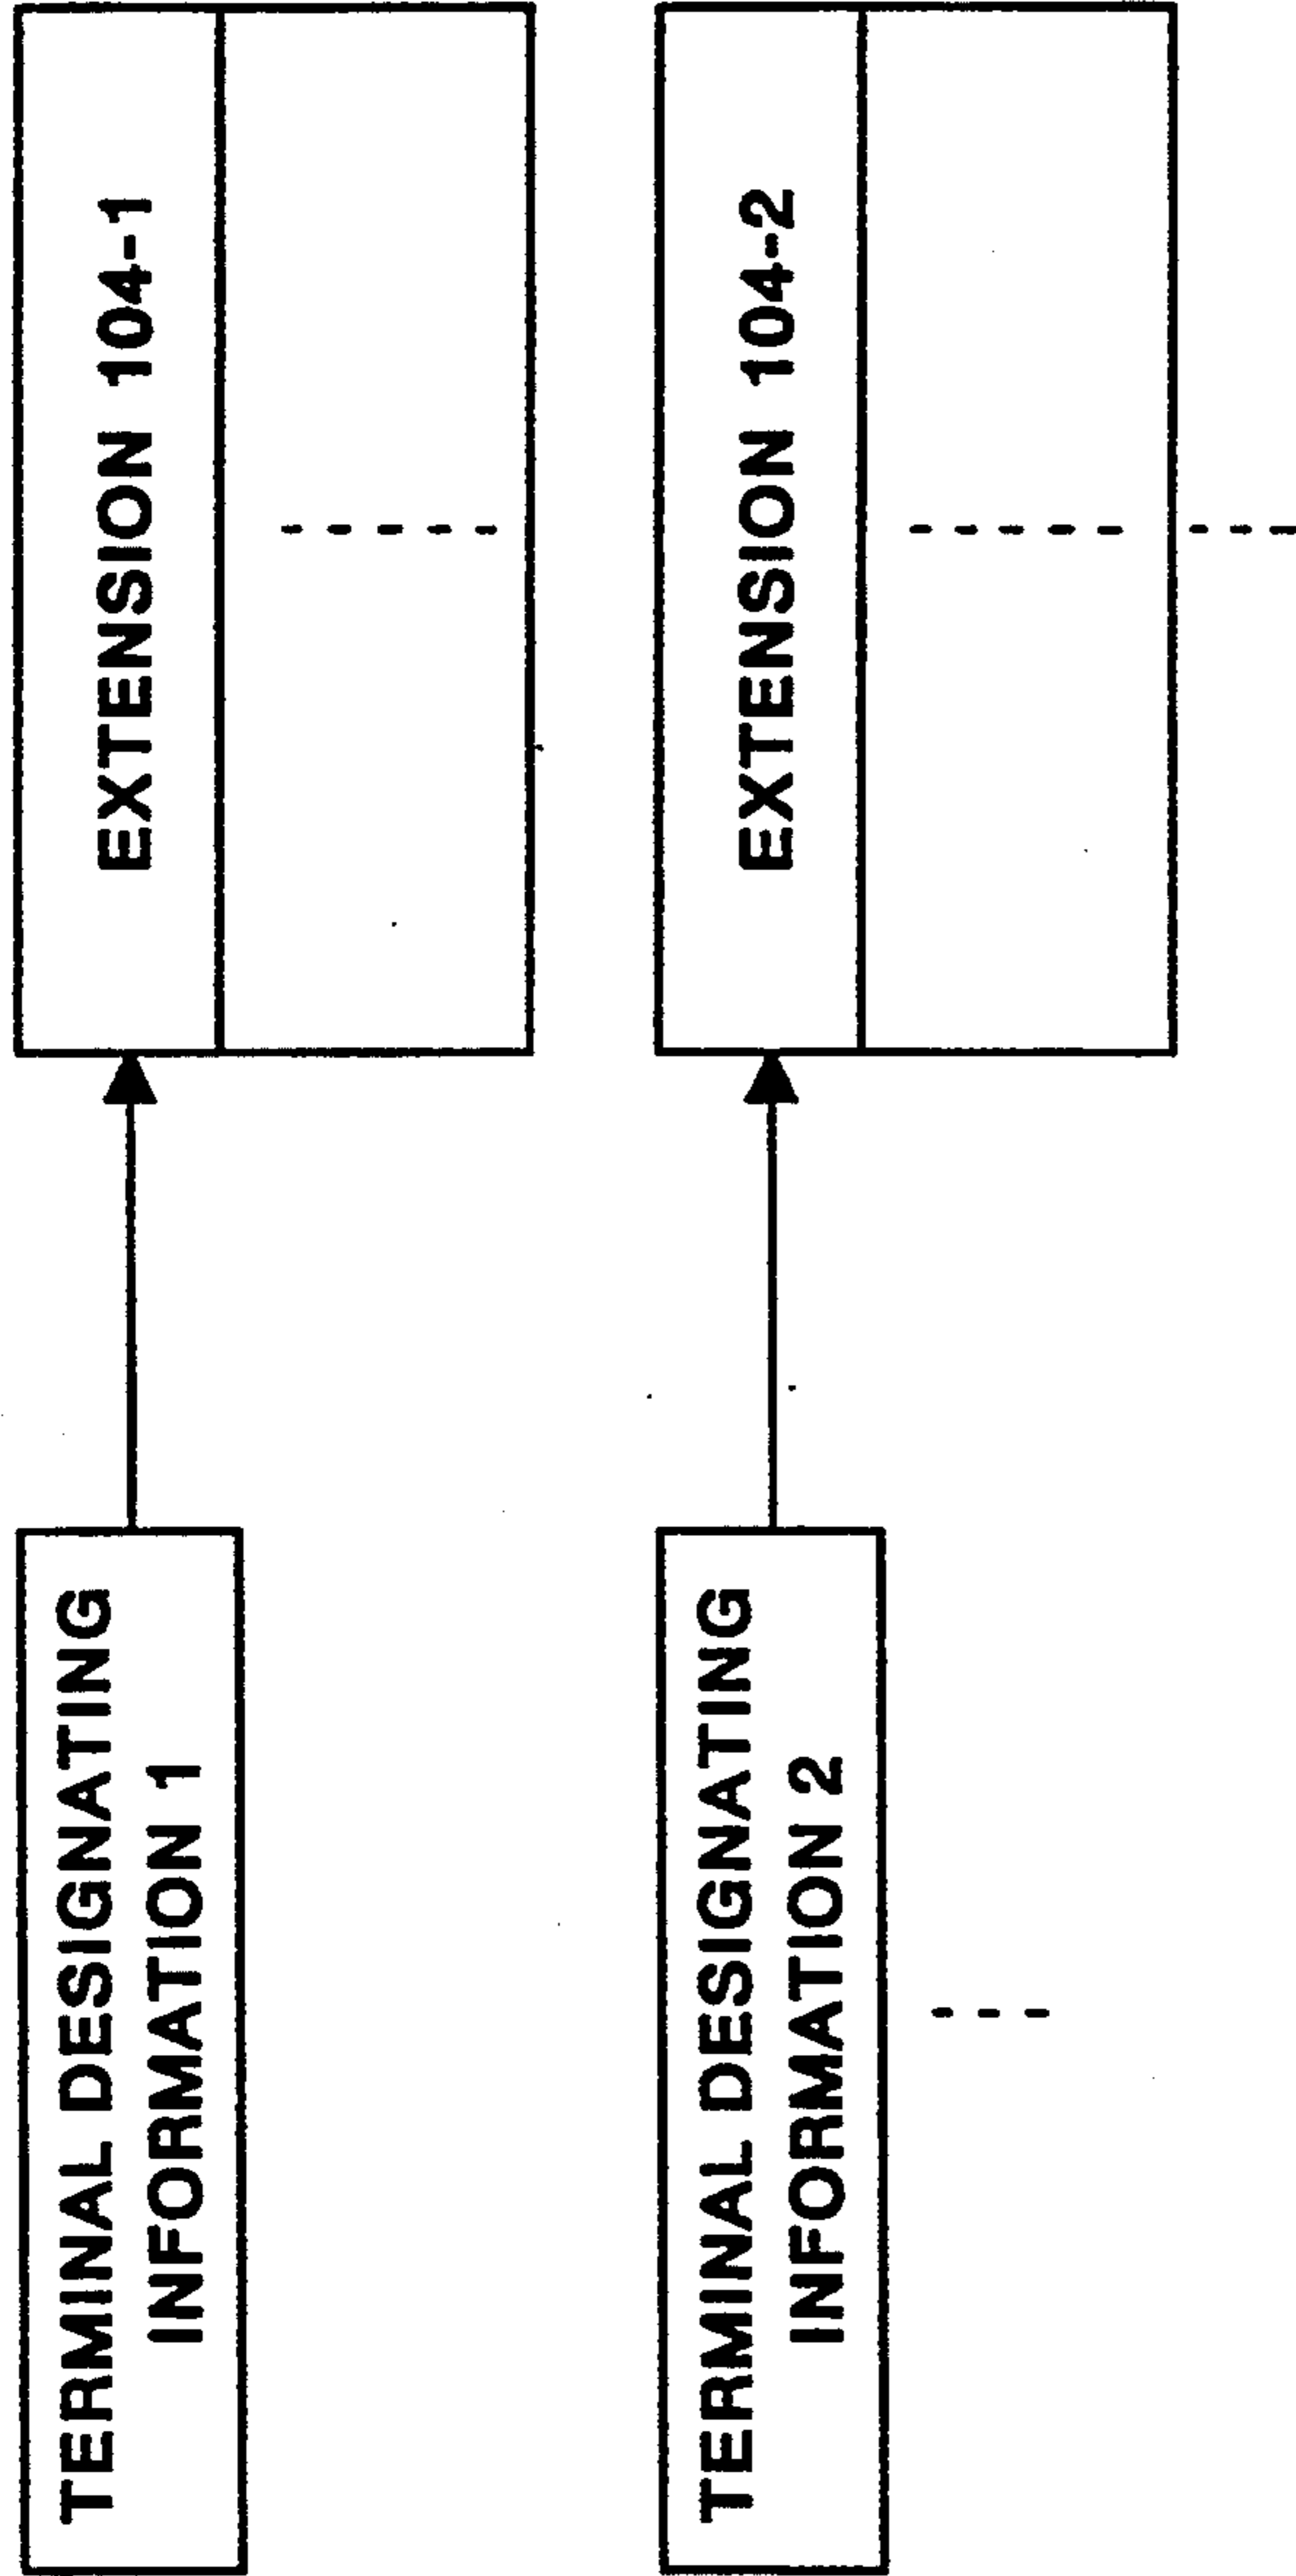 TERMINAL DESIGNATING
INFORMATION 1
EXTENSION 104-1
TERMINAL DESIGNATING
INFORMATION 2
EXTENSION 104-2